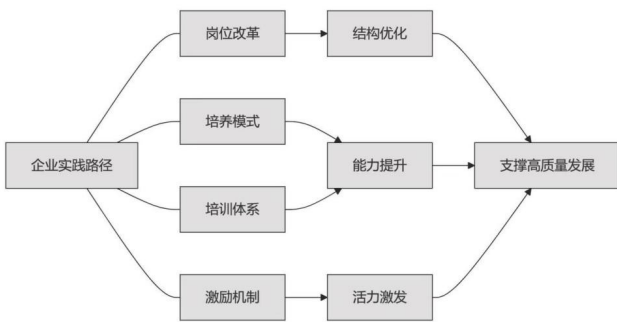 岗位改革
结构优化
培养模式
企业实践路径
能力提升
支撑高质量发展
培训体系
激励机制
活力激发